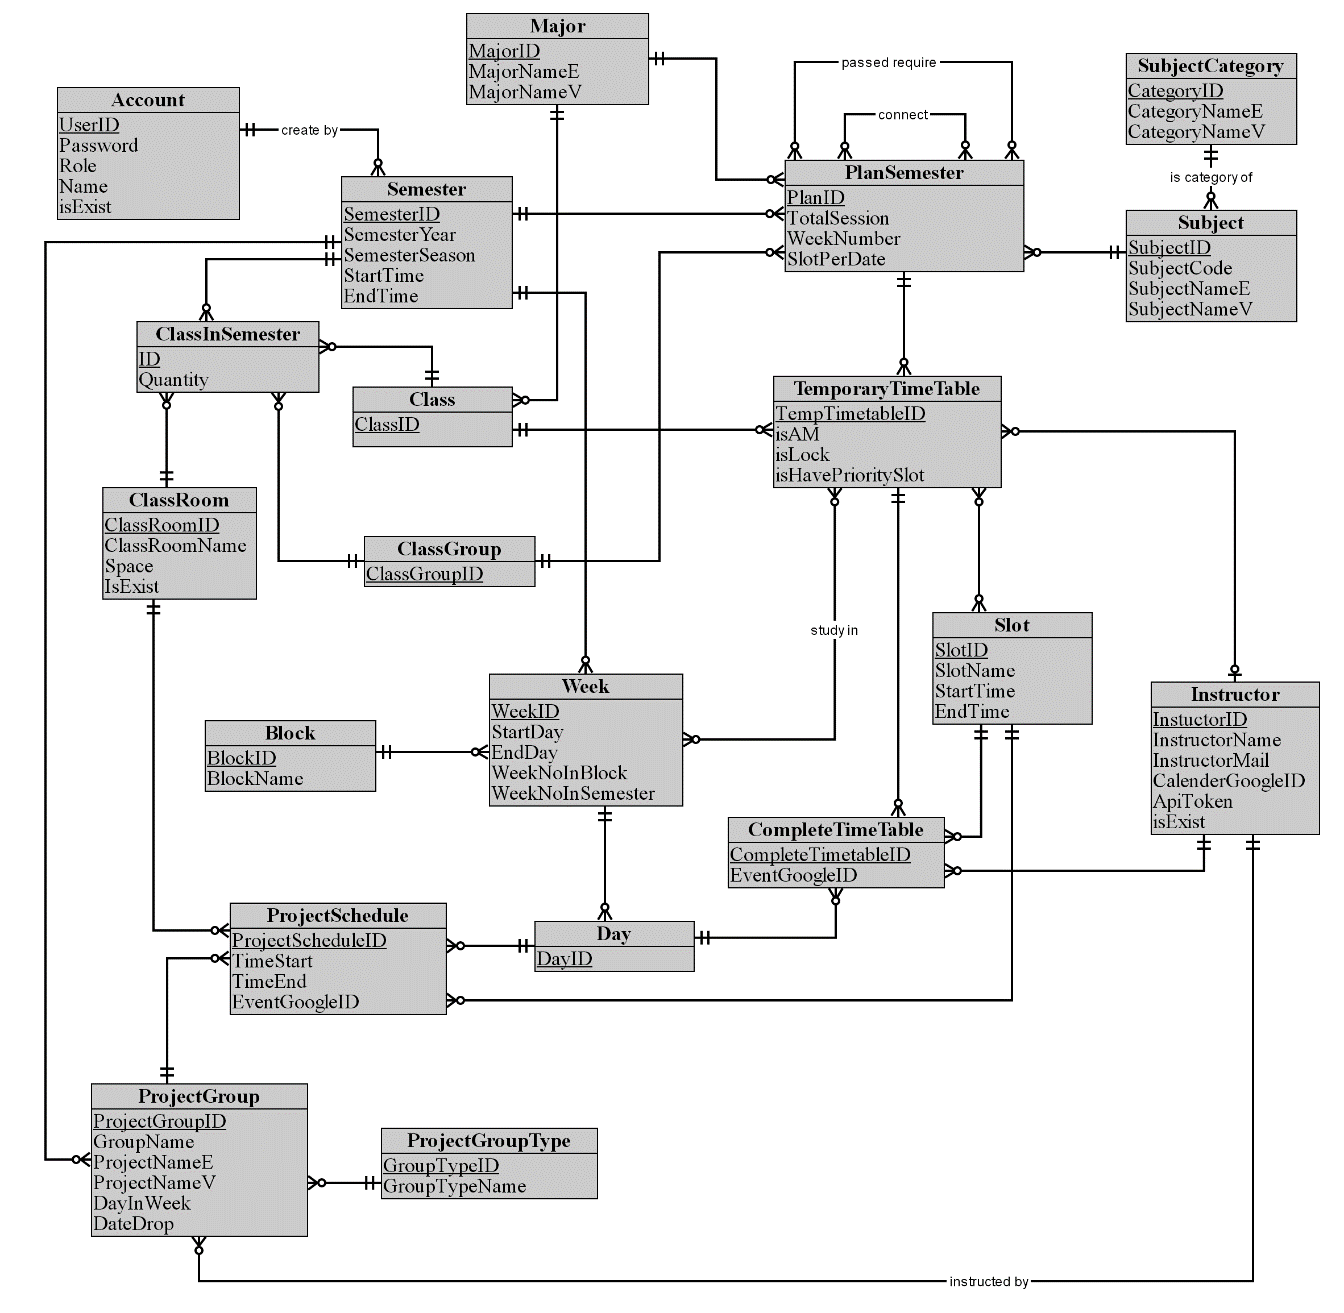 Major
MajorID
MajorNameE
MajorNameV
passed require
connect
SubjectCategory
CategoryID
CategoryNameE
CategoryNameV
is category of
Account
UserID
Password
Role
Name
isExist
create by
Semester
SemesterID
SemesterYear
SemesterSeason
StartTime
EndTime
PlanSemester
PlanID
TotalSession
WeekNumber
SlotPerDate
Subject
SubjectID
SubjectCode
SubjectNameE
SubjectNameV
ClassInSemester
ID
Quantity
Class
ClassID
TemporaryTimeTable
TempTimetableID
isAM
isLock
isHavePrioritySlot
ClassRoom
ClassRoomID
ClassRoomName
Space
IsExist
ClassGroup
ClassGroupID
study in
Slot
SlotID
SlotName
StartTime
EndTime
Week
WeekID
StartDay
EndDay
WeekNoInBlock
WeekNoInSemester
Block
BlockID
BlockName
Instructor
InstuctorID
InstructorName
InstructorMail
CalenderGoogleID
ApiToken
isExist
CompleteTimeTable
CompleteTimetableID
EventGoogleID
ProjectSchedule
ProjectScheduleID
TimeStart
TimeEnd
EventGoogleID
Day
DayID
ProjectGroup
ProjectGroupID
GroupName
ProjectNameE
ProjectNameV
DayInWeek
DateDrop
ProjectGroupType
GroupTypeID
GroupTypeName
instructed by